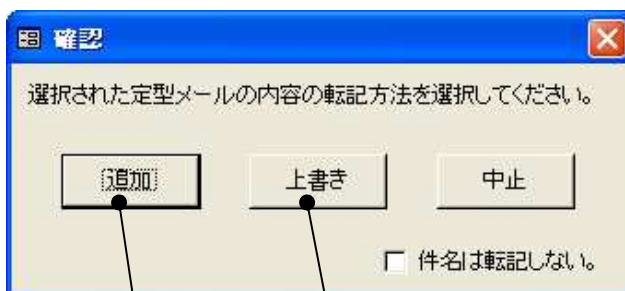 確認
選択された定型メールの内容の転記方法を選択してください。
追加 上書き 中止
件名は転記しない。